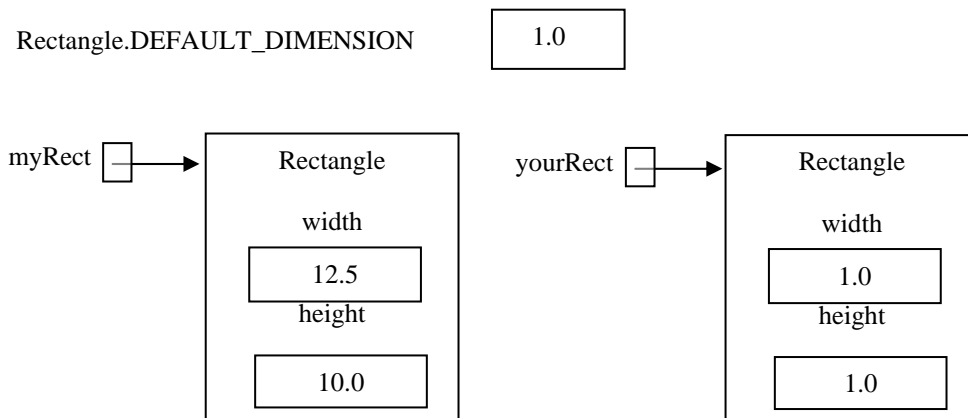 Rectangle.DEFAULT_DIMENSION 1.0
myRect Rectangle yourRect Rectangle
width width
12.5 1.0
height height
10.0 1.0